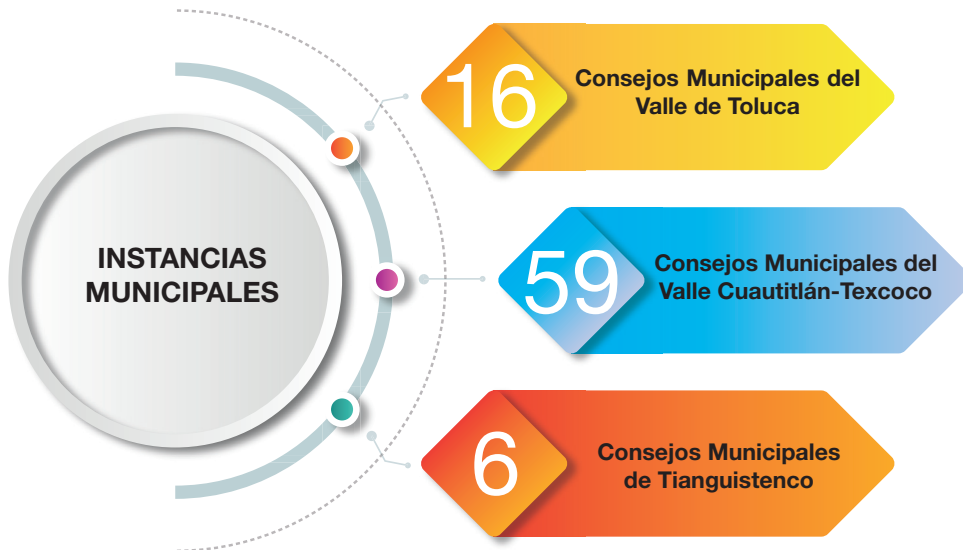 INSTANCIAS
MUNICIPALES
16
Consejos Municipales del
Valle de Toluca
59
Consejos Municipales del
Valle Cuautitlán-Texcoco
6
Consejos Municipales
de Tianguistenco